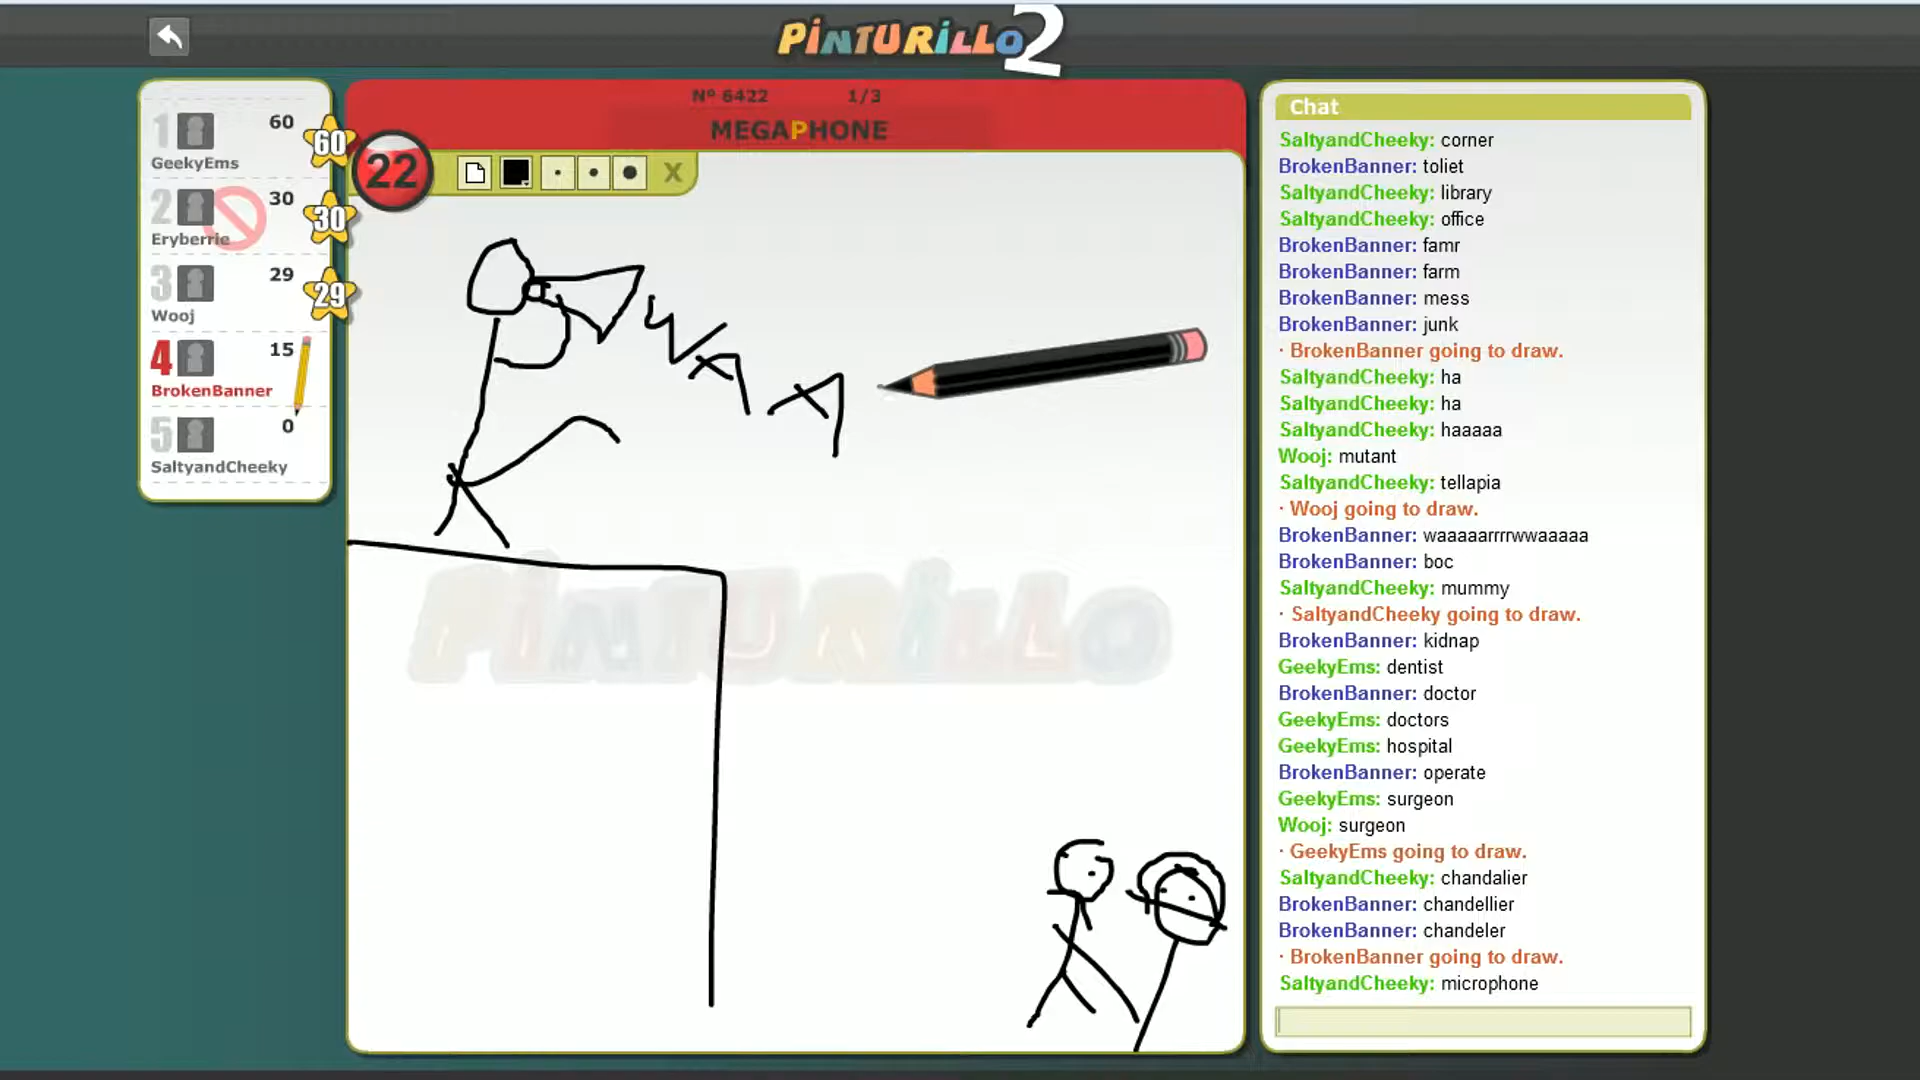 PINTURILLO2
Nº 6422 1/3
MEGAPHONE
22
1 60 60
GeekyEms
2 30 30
Eryberrie
3 29 29
Wooj
4 15
BrokenBanner
5 0
SaltyandCheeky
X
WAA
PINTURILLO
Chat
SaltyandCheeky: corner
BrokenBanner: toliet
SaltyandCheeky: library
SaltyandCheeky: office
BrokenBanner: famr
BrokenBanner: farm
BrokenBanner: mess
BrokenBanner: junk
· BrokenBanner going to draw.
SaltyandCheeky: ha
SaltyandCheeky: ha
SaltyandCheeky: haaaaa
Wooj: mutant
SaltyandCheeky: tellapia
· Wooj going to draw.
BrokenBanner: waaaaarrrrwwaaaaa
BrokenBanner: boc
SaltyandCheeky: mummy
· SaltyandCheeky going to draw.
BrokenBanner: kidnap
GeekyEms: dentist
BrokenBanner: doctor
GeekyEms: doctors
GeekyEms: hospital
BrokenBanner: operate
GeekyEms: surgeon
Wooj: surgeon
· GeekyEms going to draw.
SaltyandCheeky: chandalier
BrokenBanner: chandellier
BrokenBanner: chandeler
· BrokenBanner going to draw.
SaltyandCheeky: microphone